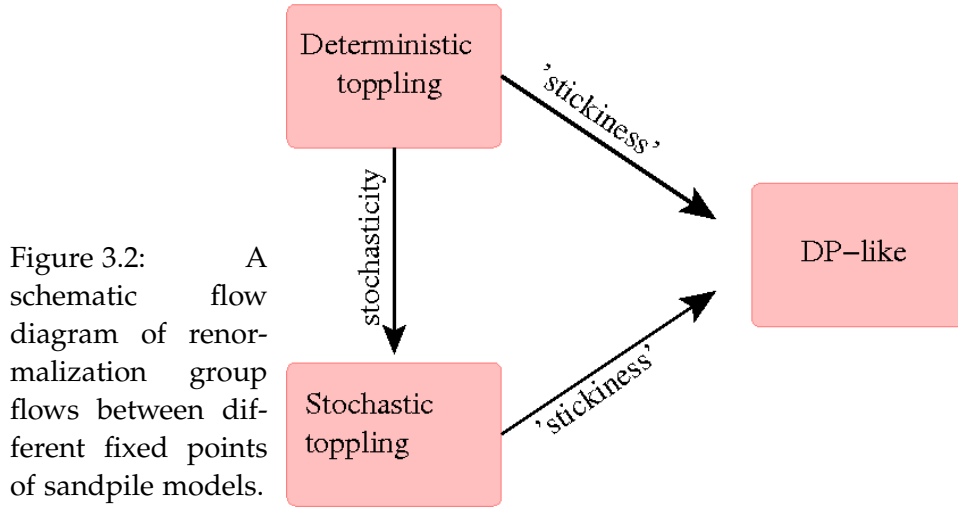 Deterministic
toppling
'stickiness'
stochasticity
DP−like
Stochastic
toppling
'stickiness'
Figure 3.2: A
schematic flow
diagram of renor-
malization group
flows between dif-
ferent fixed points
of sandpile models.